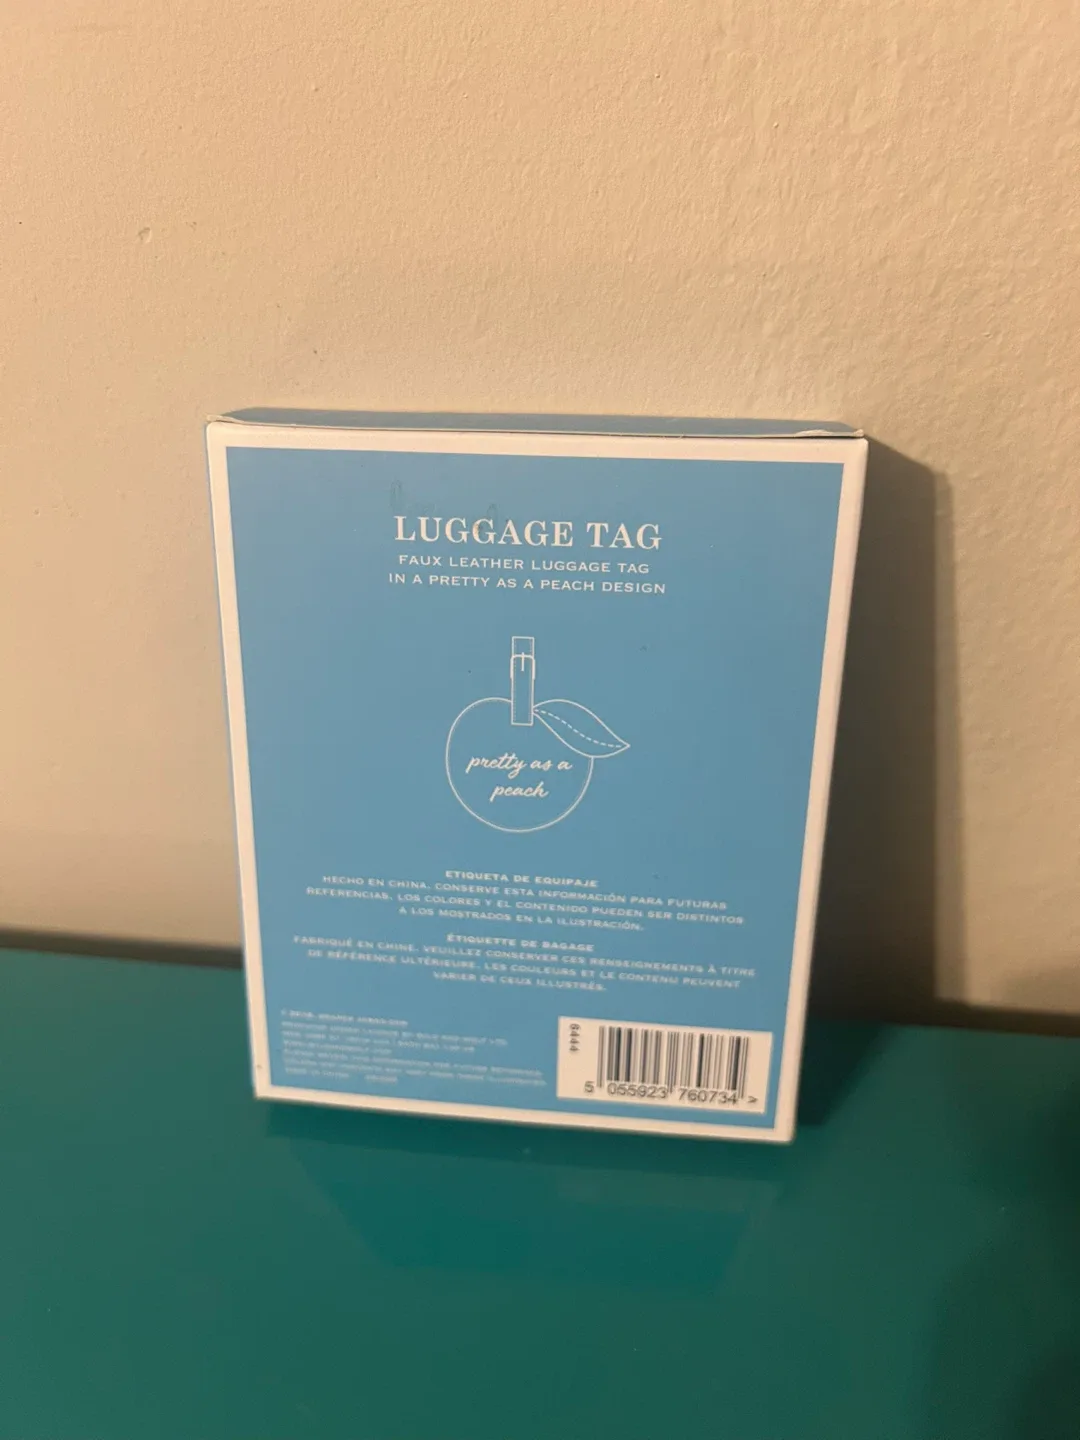 LUGGAGE TAG
FAUX LEATHER LUGGAGE TAG
IN A PRETTY AS A PEACH DESIGN
pretty as a
peach
ETIQUETA DE EQUIPAJE
HECHO EN CHINA. CONSERVE ESTA INFORMACIÓN PARA FUTURAS
REFERENCIAS. LOS COLORES Y EL CONTENIDO PUEDEN SER DISTINTOS
A LOS MOSTRADOS EN LA ILUSTRACIÓN.
ÉTIQUETTE DE BAGAGE
FABRIQUÉ EN CHINE. VEUILLEZ CONSERVER CES RENSEIGNEMENTS À TITRE
DE RÉFÉRENCE ULTÉRIEURE. LES COULEURS ET LE CONTENU PEUVENT
VARIER DE CEUX ILLUSTRÉS.
6444
5 055923 760734 >